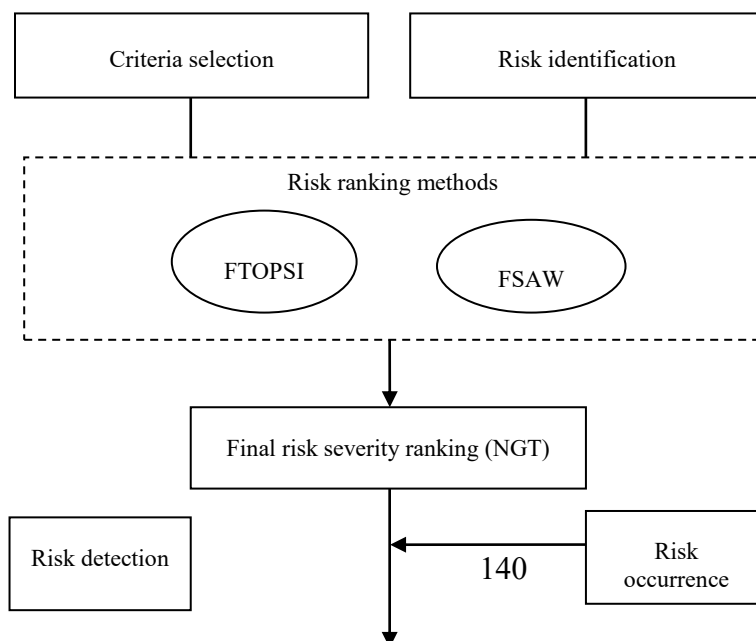 Criteria selection
Risk identification
Risk ranking methods
FTOPSI
FSAW
Final risk severity ranking (NGT)
Risk detection
140
Risk
occurrence